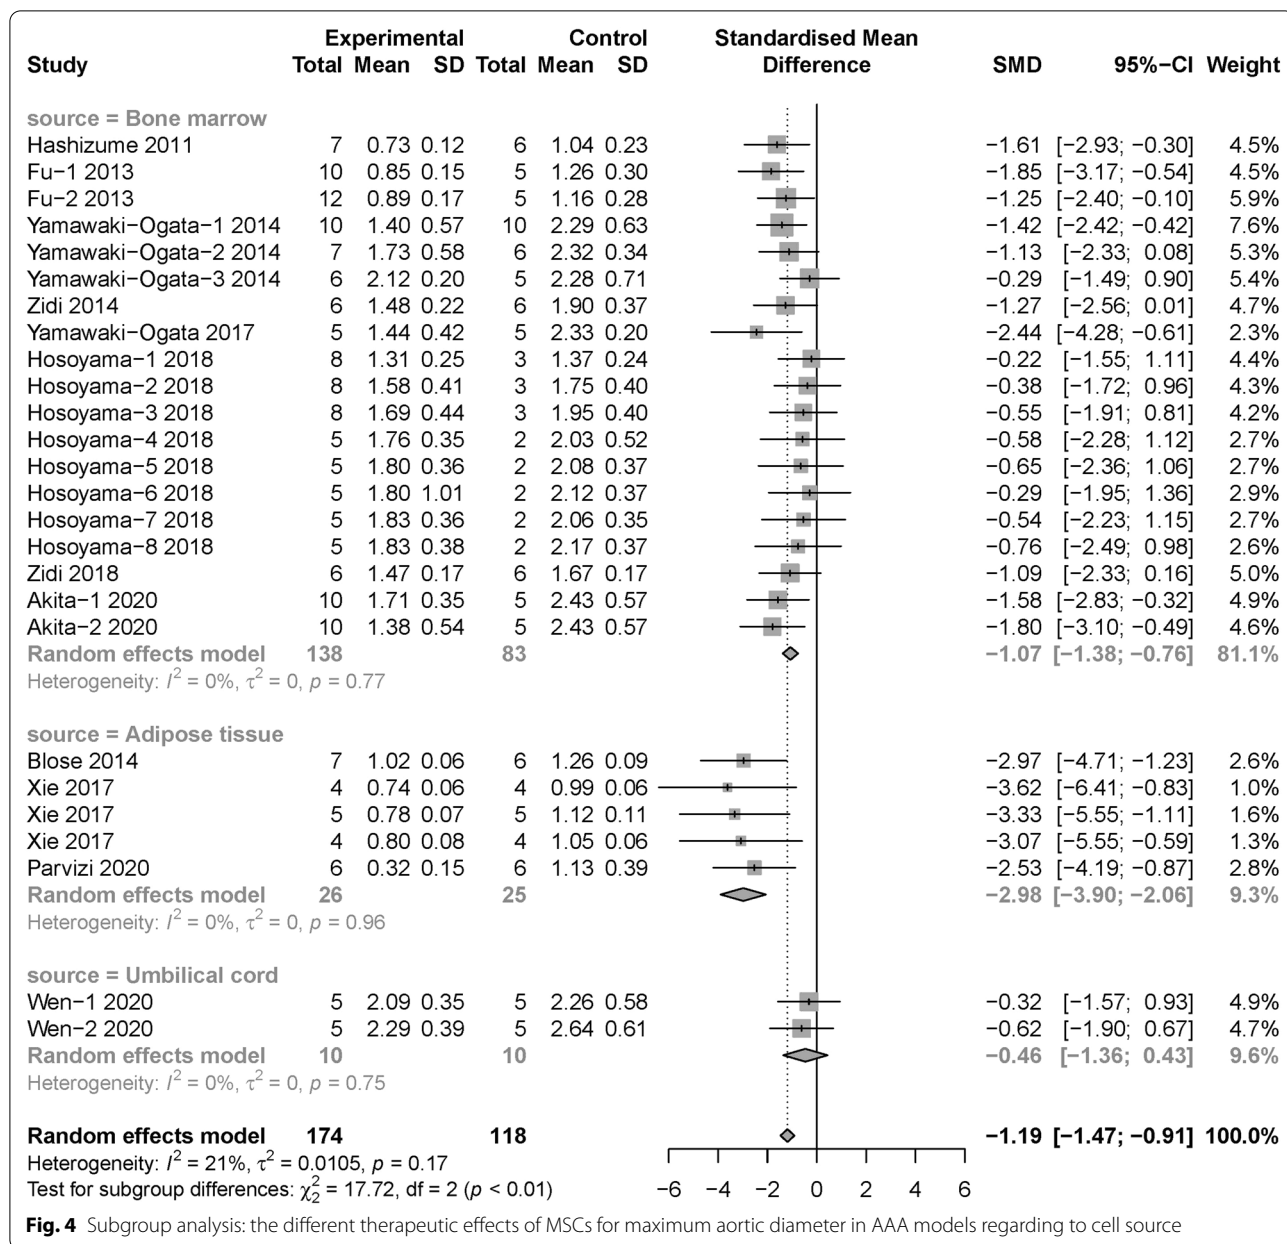 Experimental Control Standardised Mean
Study Total Mean SD Total Mean SD Difference SMD 95%−CI Weight
source = Bone marrow
Hashizume 2011 7 0.73 0.12 6 1.04 0.23 −1.61 [−2.93; −0.30] 4.5%
Fu−1 2013 10 0.85 0.15 5 1.26 0.30 −1.85 [−3.17; −0.54] 4.5%
Fu−2 2013 12 0.89 0.17 5 1.16 0.28 −1.25 [−2.40; −0.10] 5.9%
Yamawaki−Ogata−1 2014 10 1.40 0.57 10 2.29 0.63 −1.42 [−2.42; −0.42] 7.6%
Yamawaki−Ogata−2 2014 7 1.73 0.58 6 2.32 0.34 −1.13 [−2.33; 0.08] 5.3%
Yamawaki−Ogata−3 2014 6 2.12 0.20 5 2.28 0.71 −0.29 [−1.49; 0.90] 5.4%
Zidi 2014 6 1.48 0.22 6 1.90 0.37 −1.27 [−2.56; 0.01] 4.7%
Yamawaki−Ogata 2017 5 1.44 0.42 5 2.33 0.20 −2.44 [−4.28; −0.61] 2.3%
Hosoyama−1 2018 8 1.31 0.25 3 1.37 0.24 −0.22 [−1.55; 1.11] 4.4%
Hosoyama−2 2018 8 1.58 0.41 3 1.75 0.40 −0.38 [−1.72; 0.96] 4.3%
Hosoyama−3 2018 8 1.69 0.44 3 1.95 0.40 −0.55 [−1.91; 0.81] 4.2%
Hosoyama−4 2018 5 1.76 0.35 2 2.03 0.52 −0.58 [−2.28; 1.12] 2.7%
Hosoyama−5 2018 5 1.80 0.36 2 2.08 0.37 −0.65 [−2.36; 1.06] 2.7%
Hosoyama−6 2018 5 1.80 1.01 2 2.12 0.37 −0.29 [−1.95; 1.36] 2.9%
Hosoyama−7 2018 5 1.83 0.36 2 2.06 0.35 −0.54 [−2.23; 1.15] 2.7%
Hosoyama−8 2018 5 1.83 0.38 2 2.17 0.37 −0.76 [−2.49; 0.98] 2.6%
Zidi 2018 6 1.47 0.17 6 1.67 0.17 −1.09 [−2.33; 0.16] 5.0%
Akita−1 2020 10 1.71 0.35 5 2.43 0.57 −1.58 [−2.83; −0.32] 4.9%
Akita−2 2020 10 1.38 0.54 5 2.43 0.57 −1.80 [−3.10; −0.49] 4.6%
Random effects model 138 83 −1.07 [−1.38; −0.76] 81.1%
Heterogeneity: I² = 0%, τ² = 0, p = 0.77
source = Adipose tissue
Blose 2014 7 1.02 0.06 6 1.26 0.09 −2.97 [−4.71; −1.23] 2.6%
Xie 2017 4 0.74 0.06 4 0.99 0.06 −3.62 [−6.41; −0.83] 1.0%
Xie 2017 5 0.78 0.07 5 1.12 0.11 −3.33 [−5.55; −1.11] 1.6%
Xie 2017 4 0.80 0.08 4 1.05 0.06 −3.07 [−5.55; −0.59] 1.3%
Parvizi 2020 6 0.32 0.15 6 1.13 0.39 −2.53 [−4.19; −0.87] 2.8%
Random effects model 26 25 −2.98 [−3.90; −2.06] 9.3%
Heterogeneity: I² = 0%, τ² = 0, p = 0.96
source = Umbilical cord
Wen−1 2020 5 2.09 0.35 5 2.26 0.58 −0.32 [−1.57; 0.93] 4.9%
Wen−2 2020 5 2.29 0.39 5 2.64 0.61 −0.62 [−1.90; 0.67] 4.7%
Random effects model 10 10 −0.46 [−1.36; 0.43] 9.6%
Heterogeneity: I² = 0%, τ² = 0, p = 0.75
Random effects model 174 118 −1.19 [−1.47; −0.91] 100.0%
Heterogeneity: I² = 21%, τ² = 0.0105, p = 0.17
Test for subgroup differences: χ²₂ = 17.72, df = 2 (p < 0.01) −6 −4 −2 0 2 4 6
Fig. 4 Subgroup analysis: the different therapeutic effects of MSCs for maximum aortic diameter in AAA models regarding to cell source